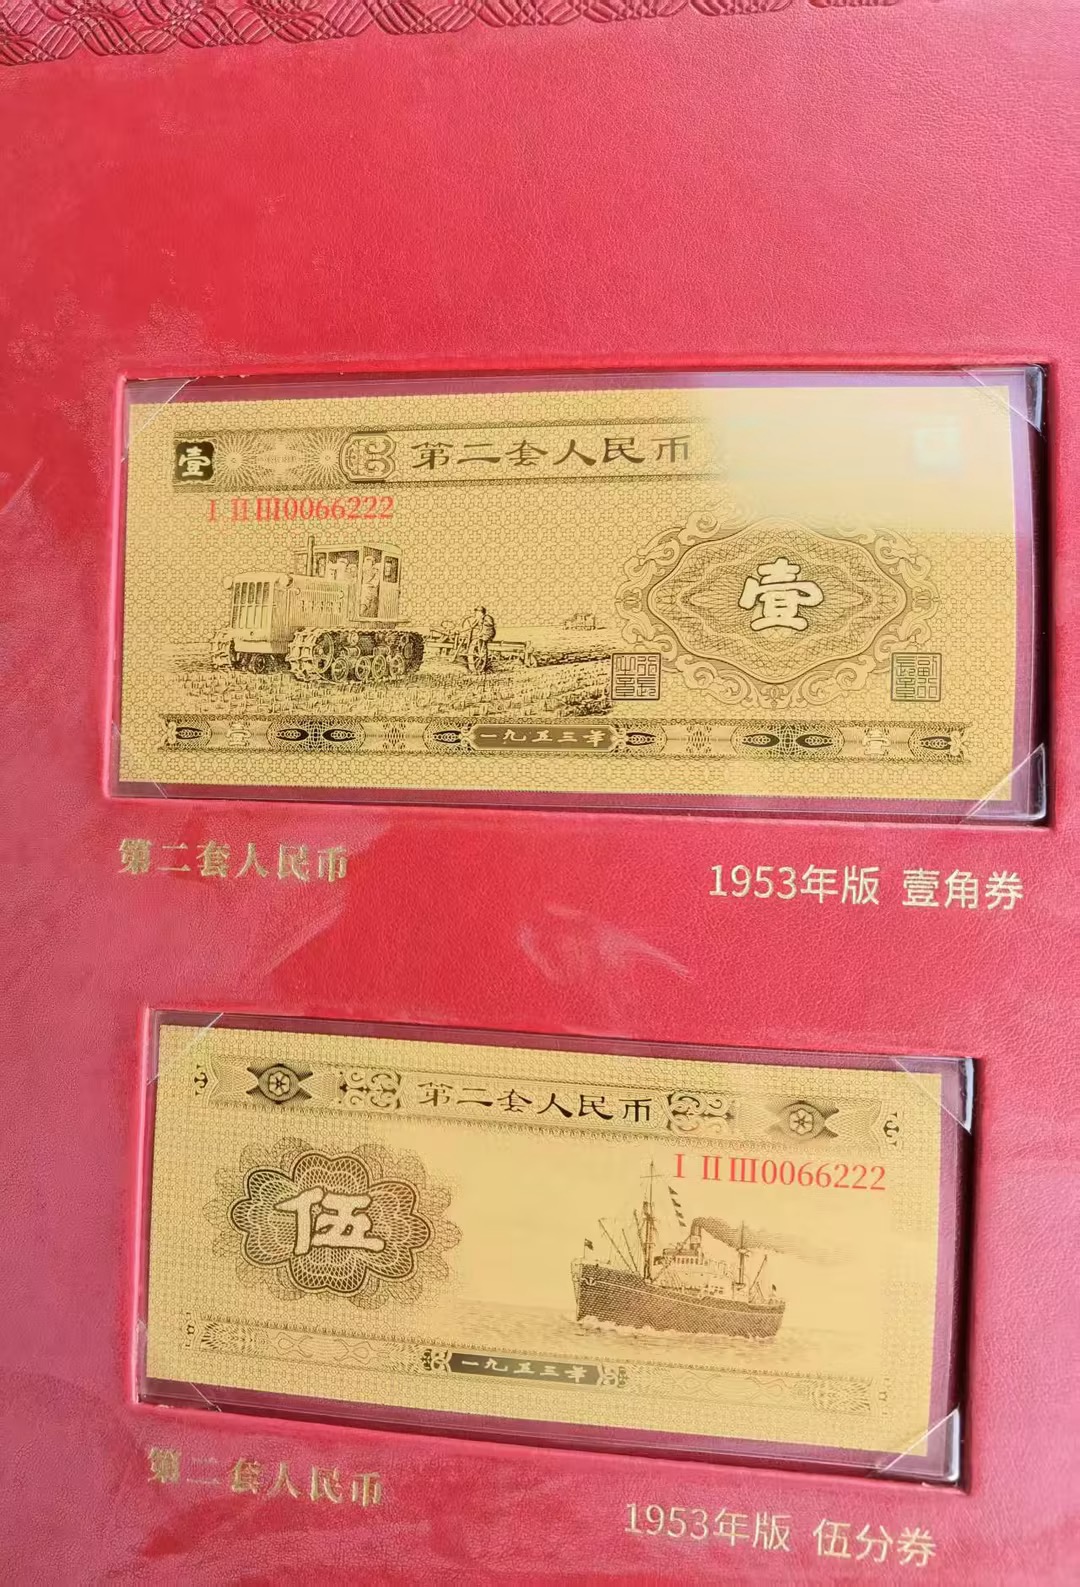 壹
第二套人民币
Ⅰ Ⅱ Ⅲ0066222
壹
一九五三年
壹
壹
第二套人民币
1953年版 壹角券
第二套人民币
Ⅰ Ⅱ Ⅲ0066222
伍
一九五三年
第二套人民币
1953年版 伍分券